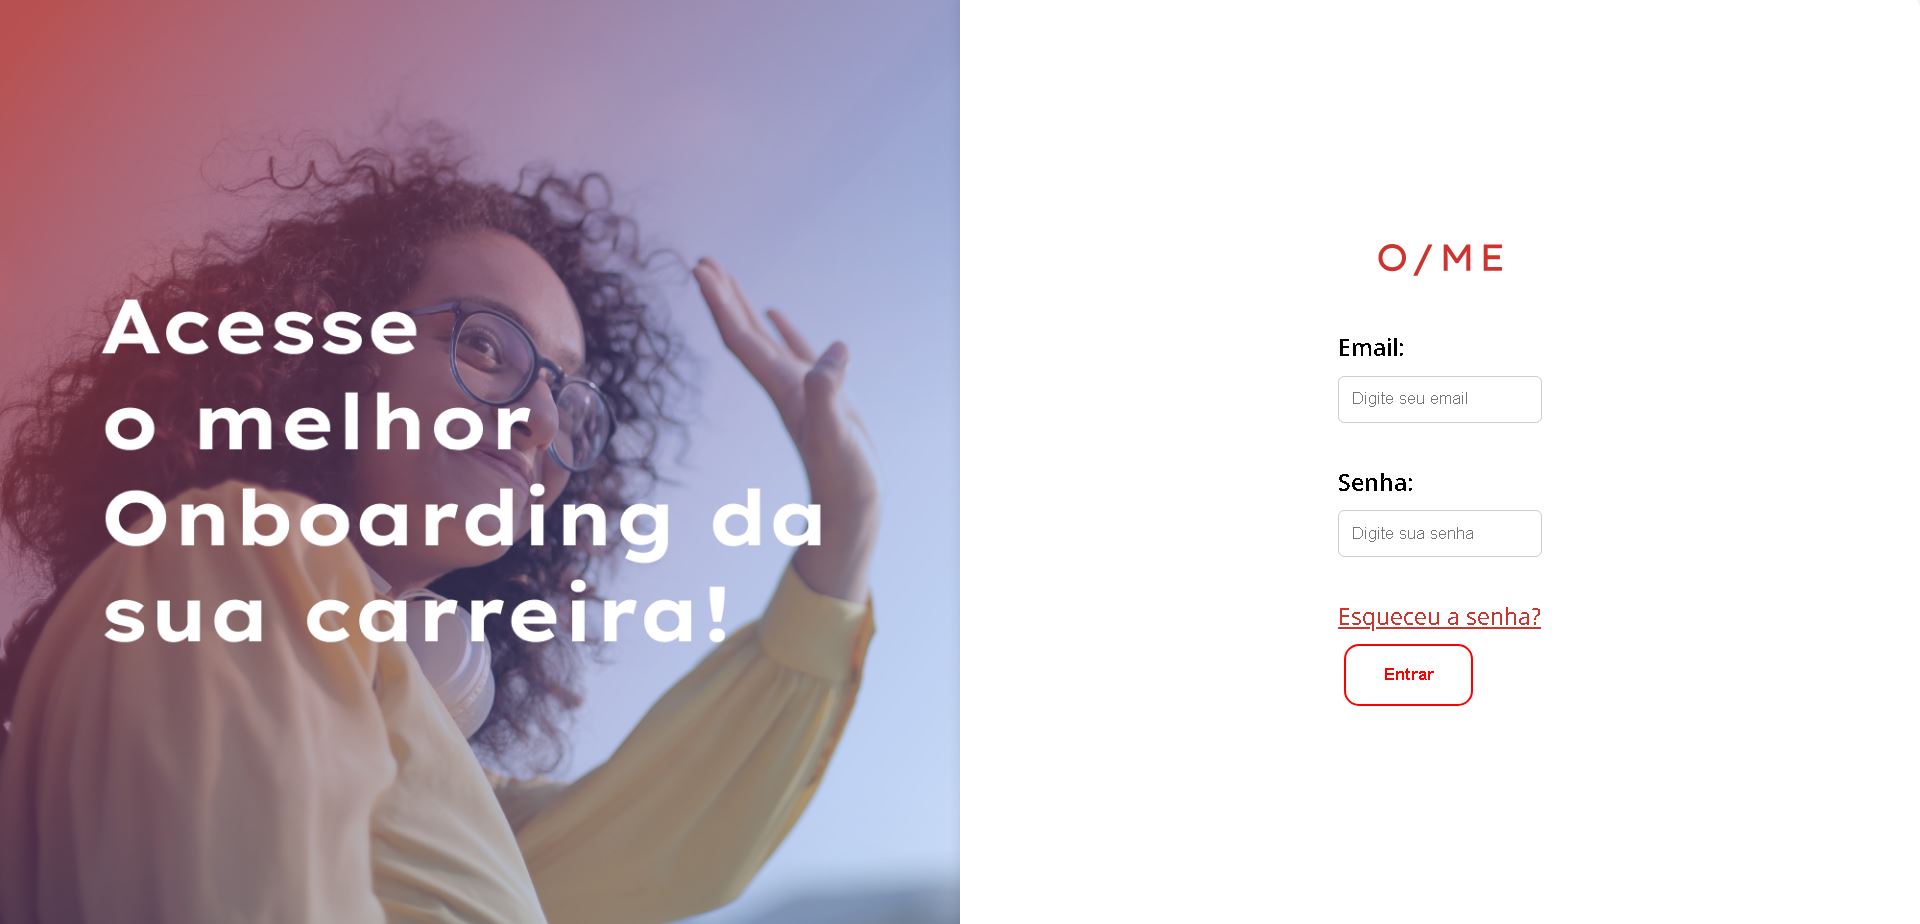 Acesse
o melhor
Onboarding da
sua carreira!
O/ME
Email:
Digite seu email
Senha:
Digite sua senha
Esqueceu a senha?
Entrar